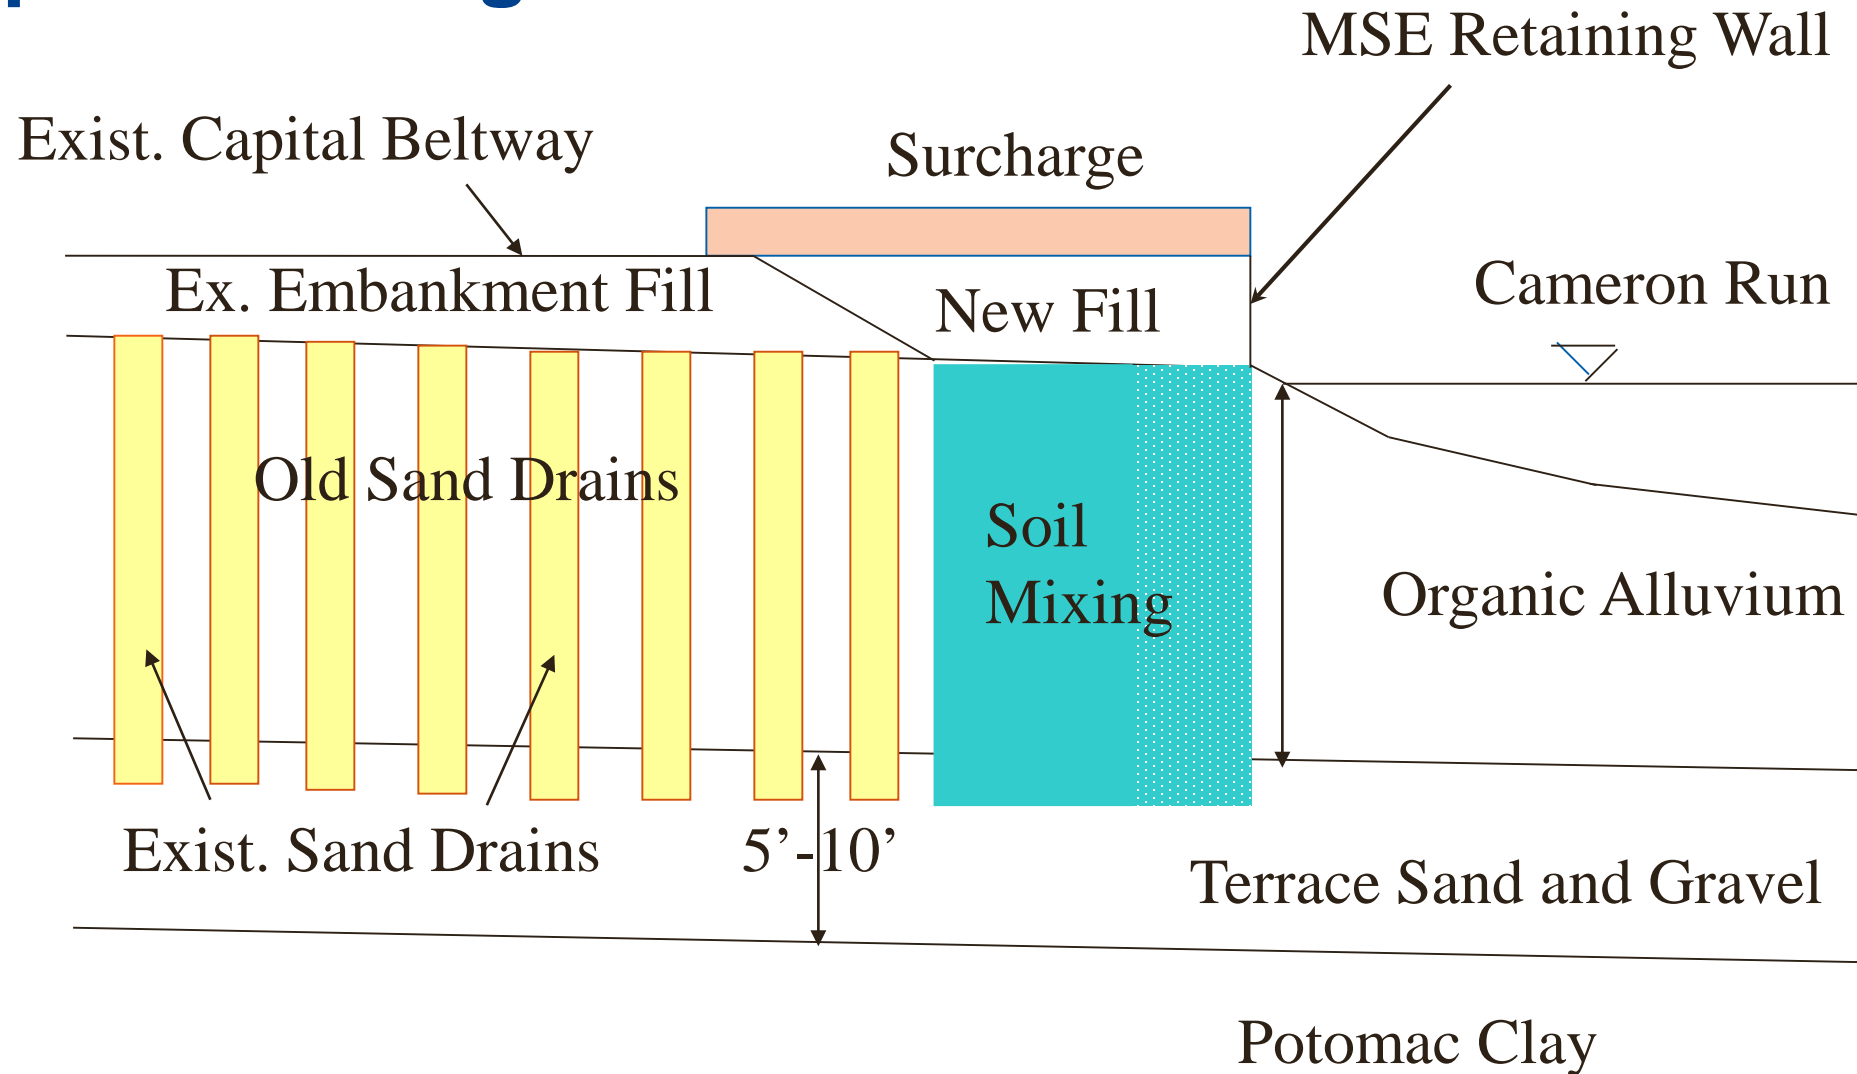 MSE Retaining Wall
Exist. Capital Beltway
Surcharge
Ex. Embankment Fill
New Fill
Cameron Run
Old Sand Drains
Soil
Mixing
Organic Alluvium
Exist. Sand Drains
5’-10’
Terrace Sand and Gravel
Potomac Clay